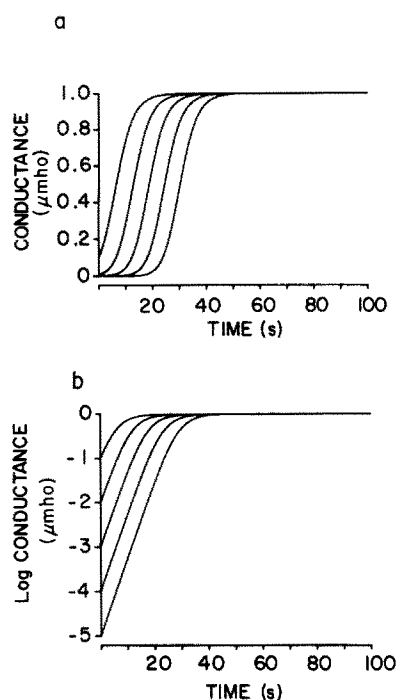 a
1.0
0.8
0.6
0.4
0.2
0
CONDUCTANCE
(μmho)
20 40 60 80 100
TIME (s)
b
0
-1
-2
-3
-4
-5
Log CONDUCTANCE
(μmho)
20 40 60 80 100
TIME (s)